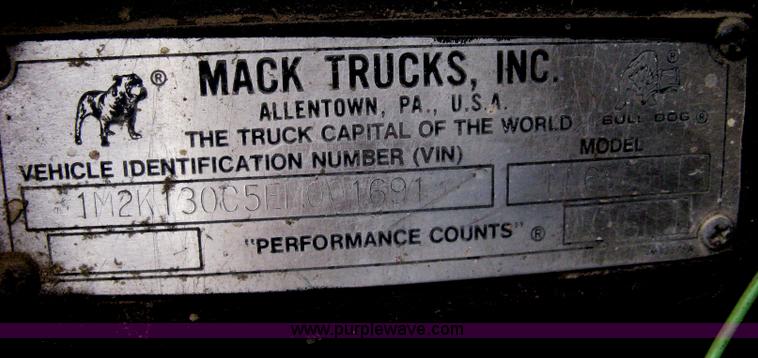 MACK TRUCKS, INC. ®
ALLENTOWN, PA., U.S.A.
THE TRUCK CAPITAL OF THE WORLD
BULL DOG ®
VEHICLE IDENTIFICATION NUMBER (VIN)
MODEL
1M2K130C5EM001691
"PERFORMANCE COUNTS" ®
www.purplewave.com